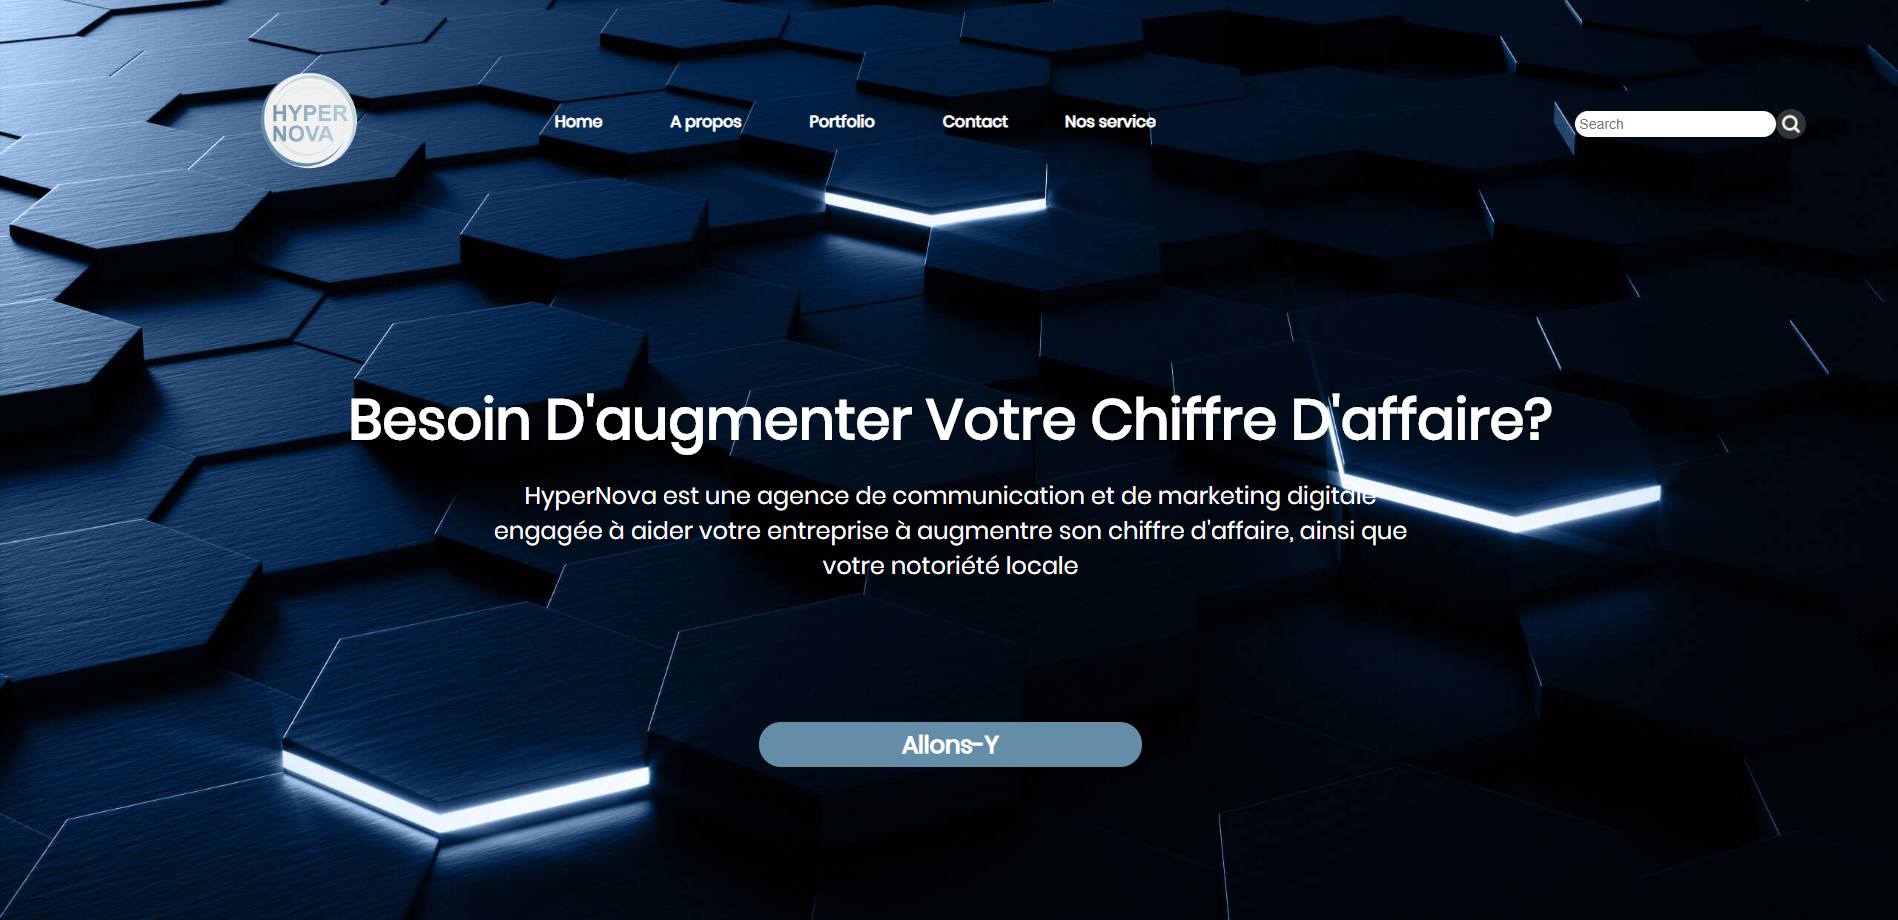 HYPER
NOVA
Home
A propos
Portfolio
Contact
Nos service
Search
Besoin D'augmenter Votre Chiffre D'affaire?
HyperNova est une agence de communication et de marketing digitale
engagée à aider votre entreprise à augmentre son chiffre d'affaire, ainsi que
votre notoriété locale
Allons-Y